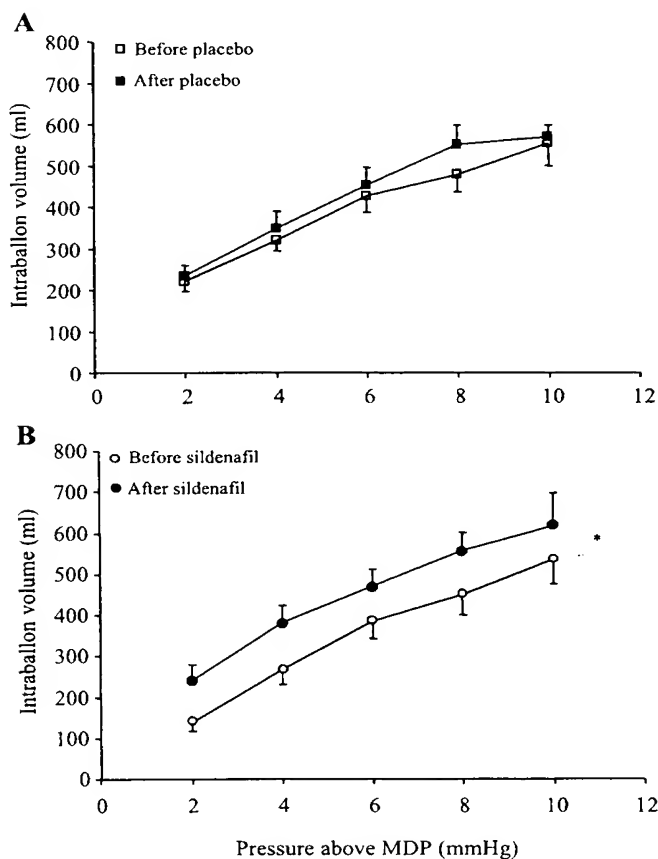 A
Before placebo
After placebo
800
700
600
500
400
300
200
100
0
Intraballon volume (ml)
0 2 4 6 8 10 12
B
Before sildenafil
After sildenafil
800
700
600
500
400
300
200
100
0
Intraballon volume (ml)
*
0 2 4 6 8 10 12
Pressure above MDP (mmHg)